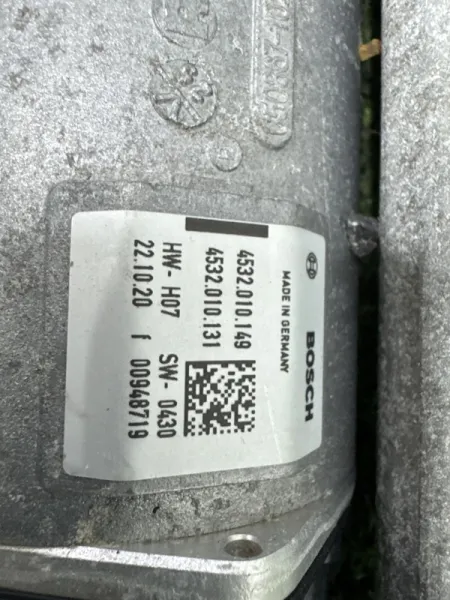 BOSCH
MADE IN GERMANY
4532.010.149
4532.010.131
HW- H07 SW- 0430
22.10.20 f 00948719